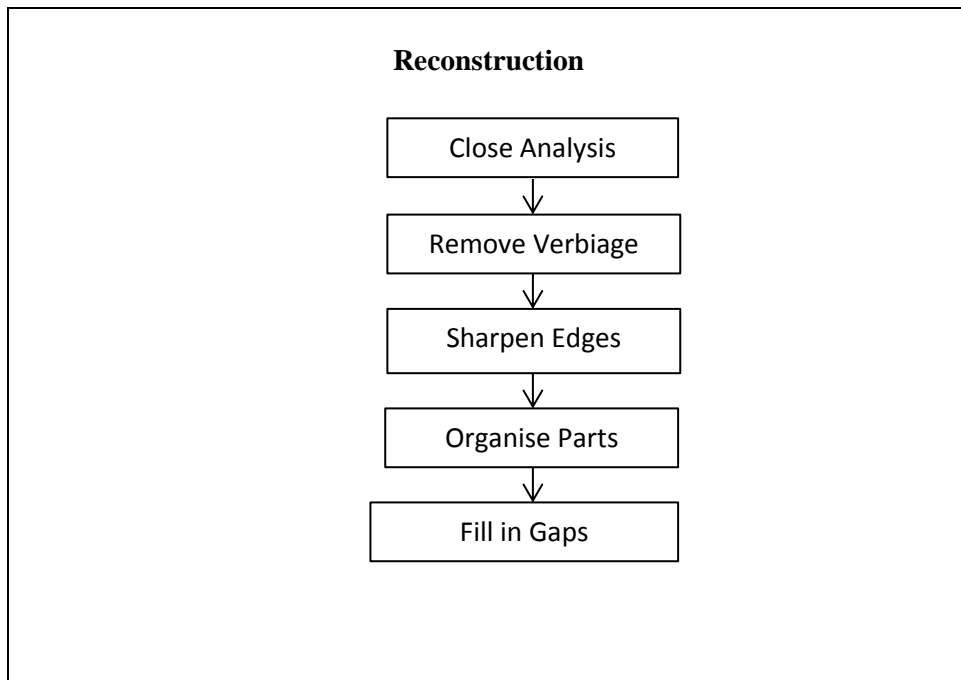 Reconstruction
Close Analysis
Remove Verbiage
Sharpen Edges
Organise Parts
Fill in Gaps